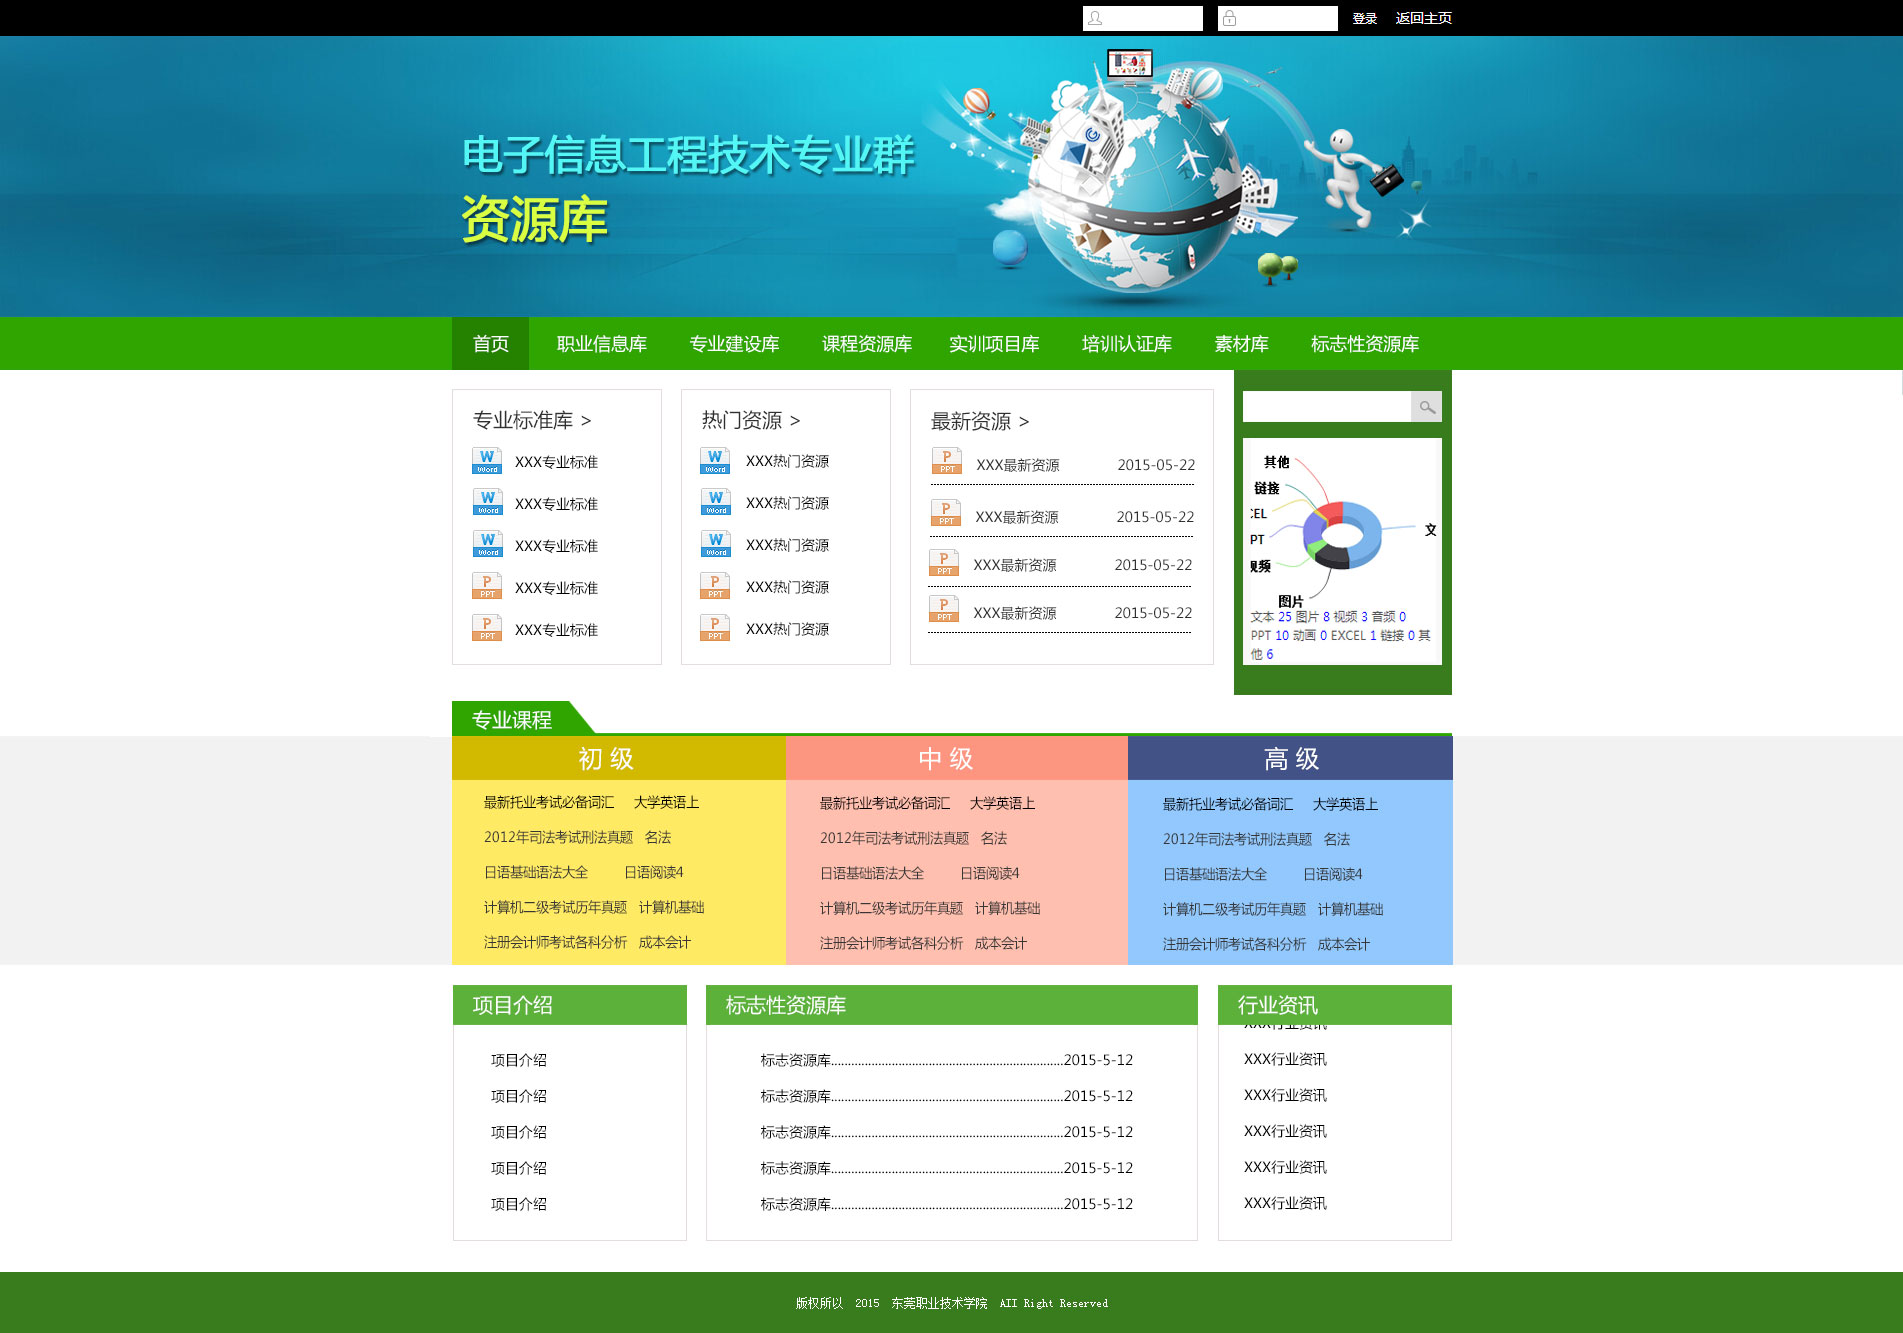 登录 返回主页
电子信息工程技术专业群
资源库
首页 职业信息库 专业建设库 课程资源库 实训项目库 培训认证库 素材库 标志性资源库
专业标准库 >
W Word XXX专业标准
W Word XXX专业标准
W Word XXX专业标准
P PPT XXX专业标准
P PPT XXX专业标准
热门资源 >
W Word XXX热门资源
W Word XXX热门资源
W Word XXX热门资源
P PPT XXX热门资源
P PPT XXX热门资源
最新资源 >
P PPT XXX最新资源 2015-05-22
P PPT XXX最新资源 2015-05-22
P PPT XXX最新资源 2015-05-22
P PPT XXX最新资源 2015-05-22
其他
链接
CEL
文
PT
视频
图片
文本 25 图片 8 视频 3 音频 0
PPT 10 动画 0 EXCEL 1 链接 0 其
他 6
专业课程
初 级
最新托业考试必备词汇 大学英语上
2012年司法考试刑法真题 名法
日语基础语法大全 日语阅读4
计算机二级考试历年真题 计算机基础
注册会计师考试各科分析 成本会计
中 级
最新托业考试必备词汇 大学英语上
2012年司法考试刑法真题 名法
日语基础语法大全 日语阅读4
计算机二级考试历年真题 计算机基础
注册会计师考试各科分析 成本会计
高 级
最新托业考试必备词汇 大学英语上
2012年司法考试刑法真题 名法
日语基础语法大全 日语阅读4
计算机二级考试历年真题 计算机基础
注册会计师考试各科分析 成本会计
项目介绍
项目介绍
项目介绍
项目介绍
项目介绍
项目介绍
标志性资源库
标志资源库.....................................................................2015-5-12
标志资源库.....................................................................2015-5-12
标志资源库.....................................................................2015-5-12
标志资源库.....................................................................2015-5-12
标志资源库.....................................................................2015-5-12
行业资讯
XXX行业资讯
XXX行业资讯
XXX行业资讯
XXX行业资讯
XXX行业资讯
XXX行业资讯
版权所以 2015 东莞职业技术学院 AII Right Reserved